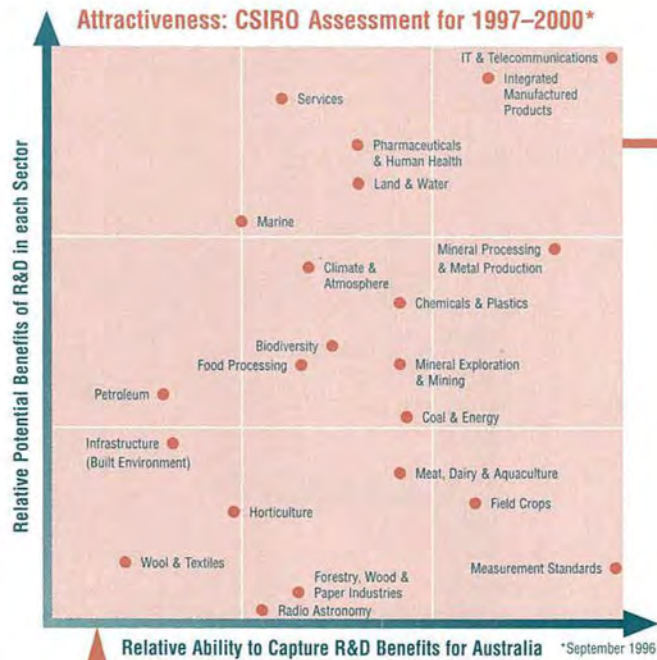 Attractiveness: CSIRO Assessment for 1997–2000*
Relative Potential Benefits of R&D in each Sector
IT & Telecommunications
Integrated
Manufactured
Products
Services
Pharmaceuticals
& Human Health
Land & Water
Marine
Mineral Processing
& Metal Production
Climate &
Atmosphere
Chemicals & Plastics
Biodiversity
Food Processing
Mineral Exploration
& Mining
Petroleum
Coal & Energy
Infrastructure
(Built Environment)
Meat, Dairy & Aquaculture
Field Crops
Horticulture
Wool & Textiles
Measurement Standards
Forestry, Wood &
Paper Industries
Radio Astronomy
Relative Ability to Capture R&D Benefits for Australia
*September 1996